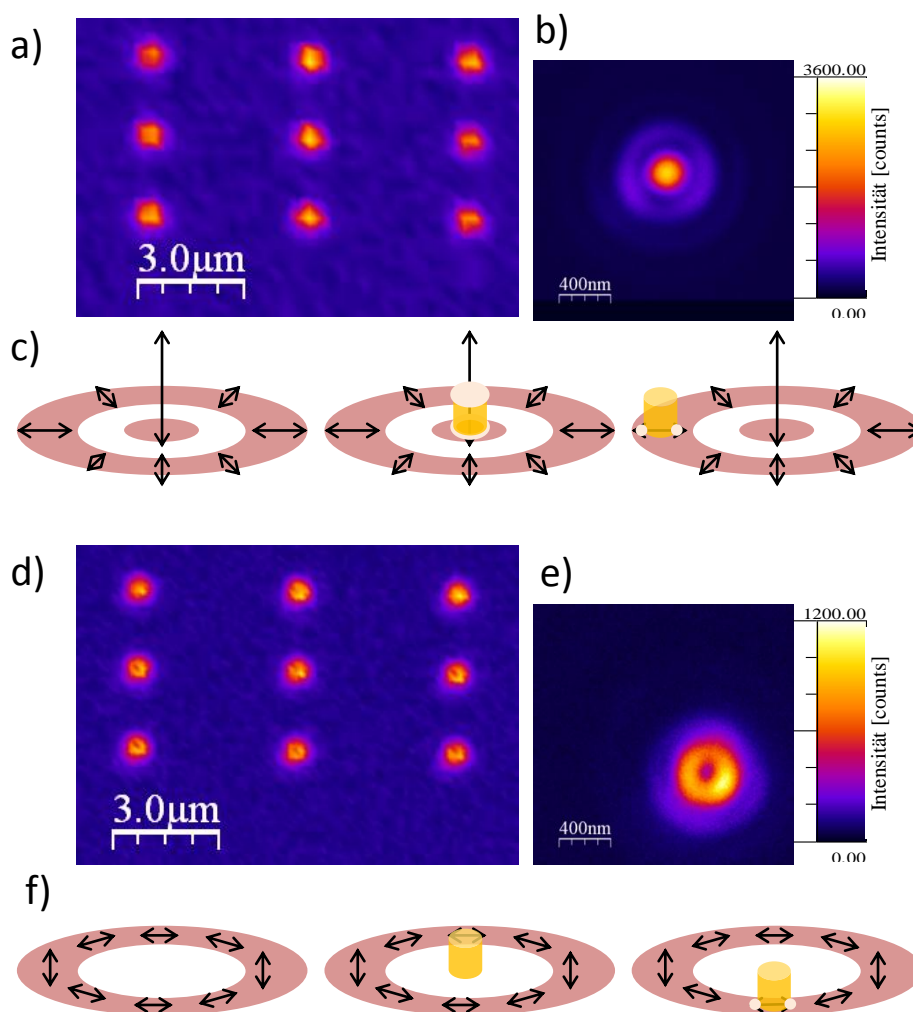 a)
3.0µm
b)
400nm
3600.00
Intensität [counts]
0.00
c)
d)
3.0µm
e)
400nm
1200.00
Intensität [counts]
0.00
f)